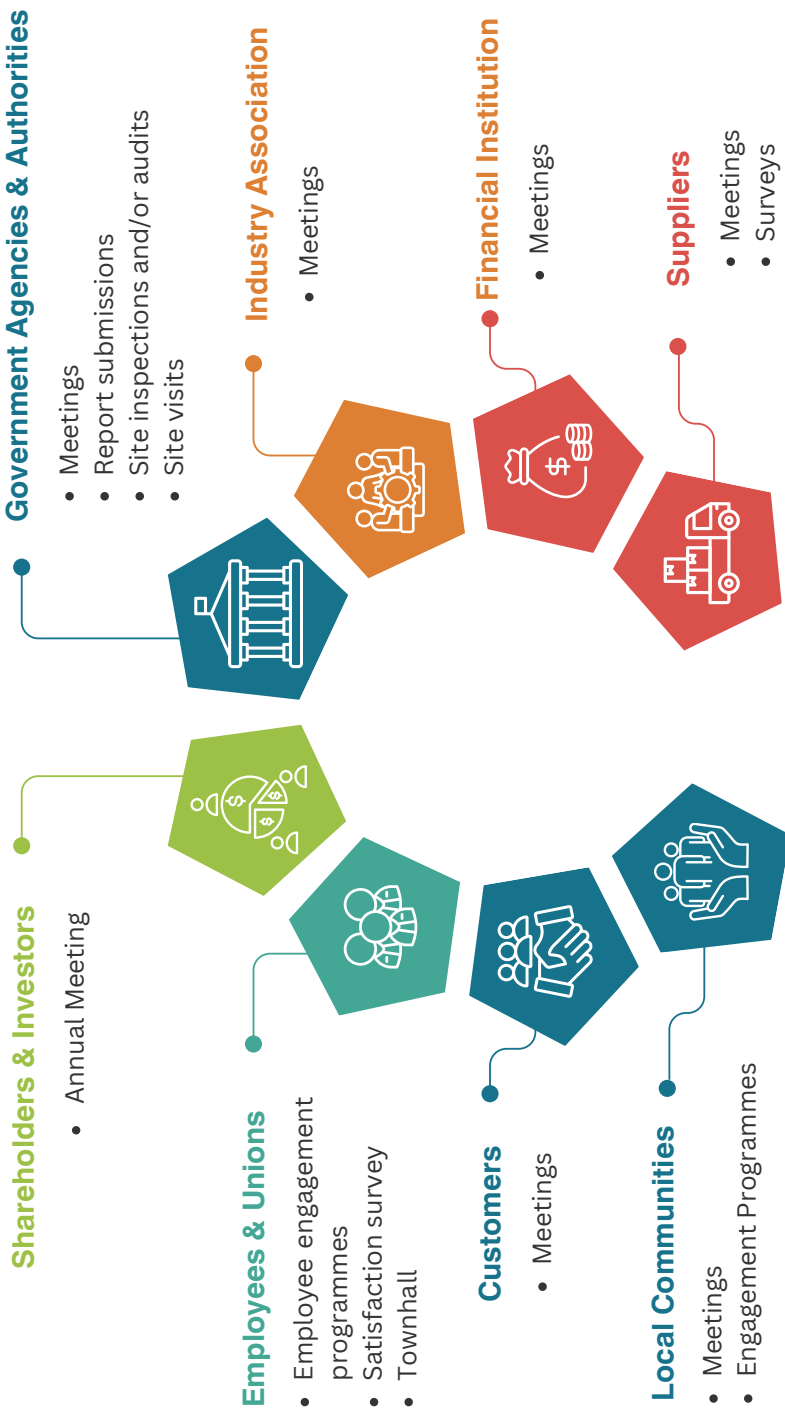 Shareholders & Investors
• Annual Meeting
Employees & Unions
• Employee engagement
programmes
• Satisfaction survey
• Townhall
Customers
• Meetings
Local Communities
• Meetings
• Engagement Programmes
Government Agencies & Authorities
• Meetings
• Report submissions
• Site inspections and/or audits
• Site visits
Industry Association
• Meetings
Financial Institution
• Meetings
Suppliers
• Meetings
• Surveys
$
$
$
$